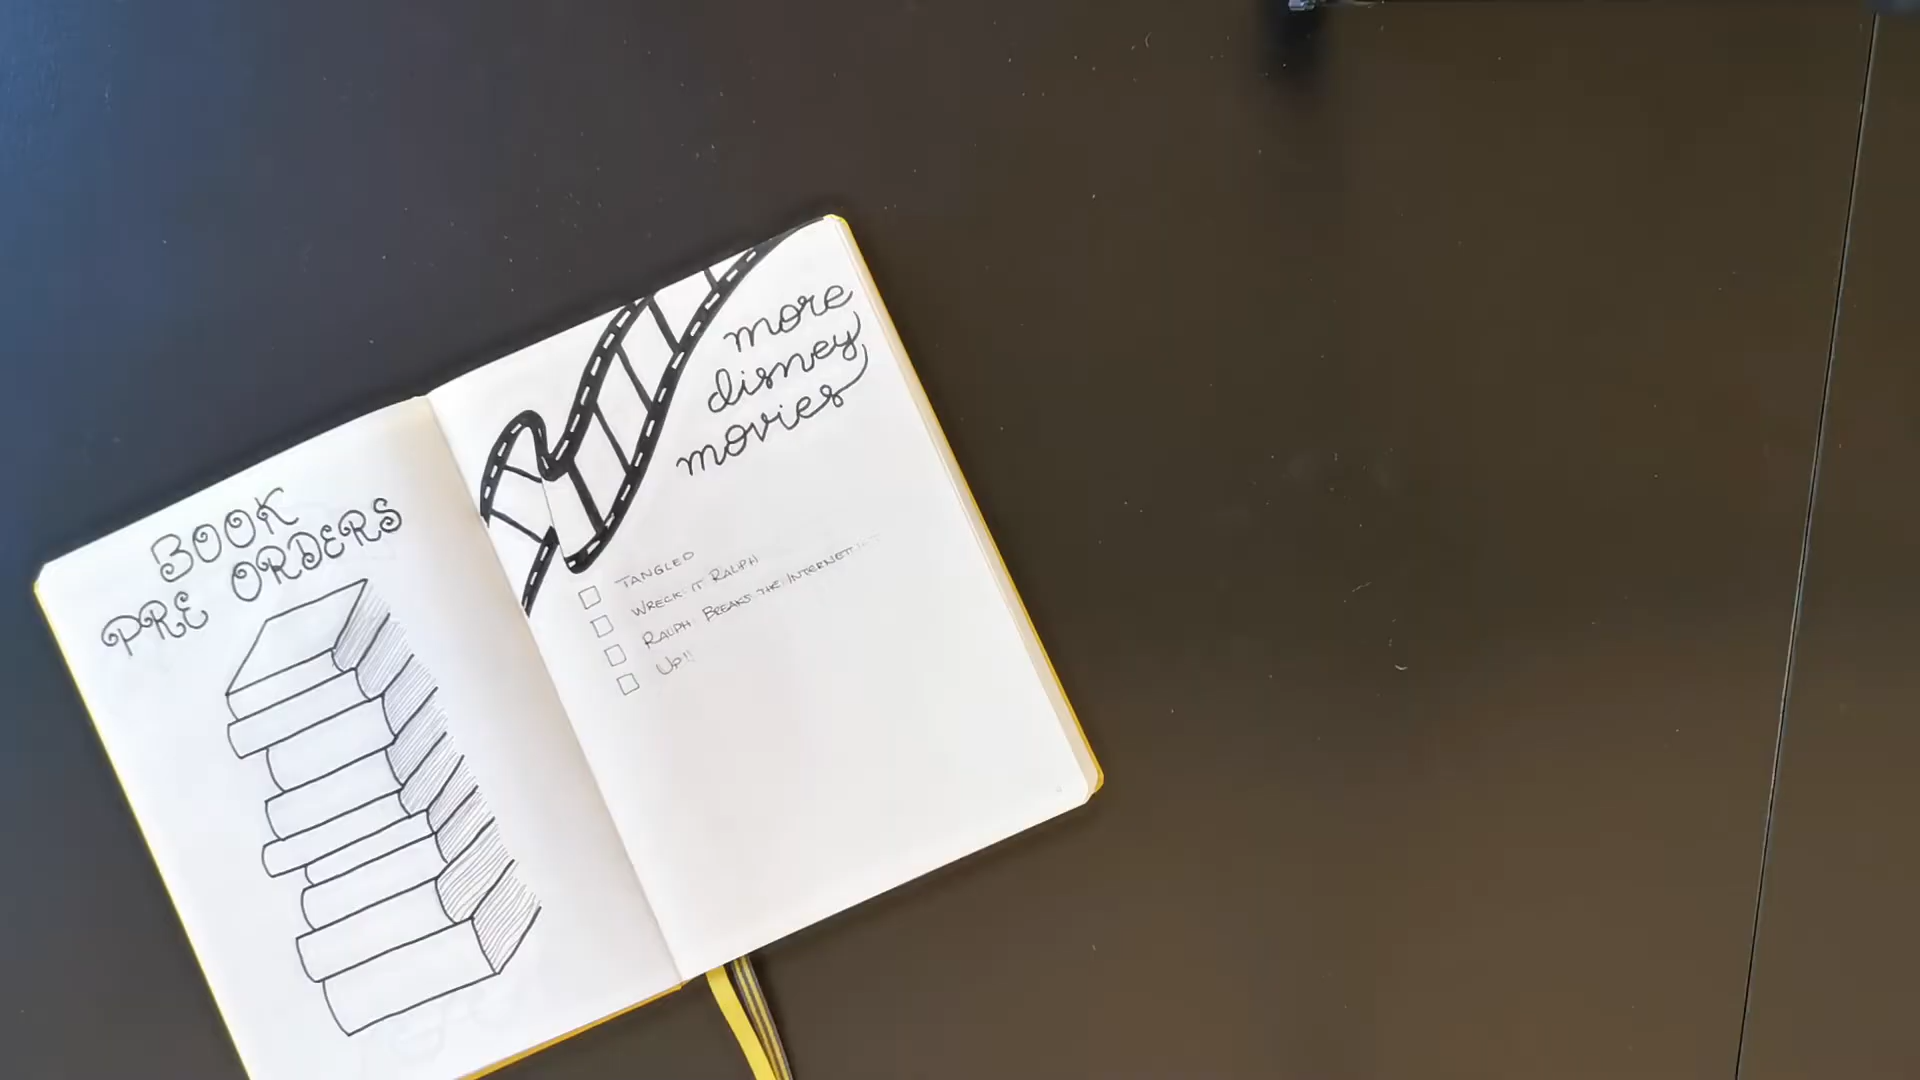 BOOK
PRE ORDERS
more
disney
movies
TANGLED
WRECK IT RALPH
RALPH BREAKS THE INTERNET
UP!!